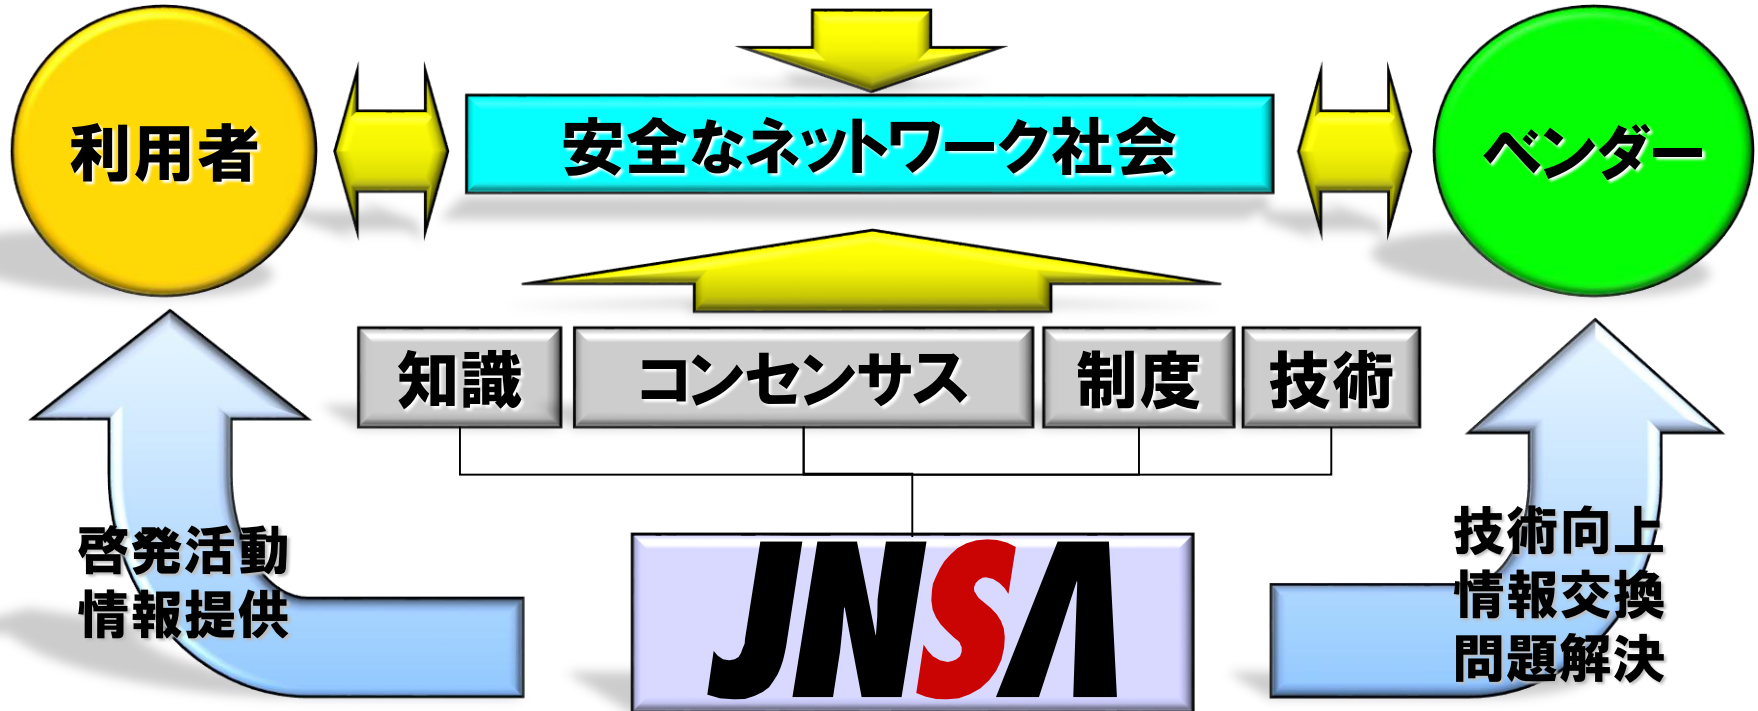 利用者
安全なネットワーク社会
ベンダー
知識
コンセンサス
制度
技術
啓発活動
情報提供
JNSA
技術向上
情報交換
問題解決